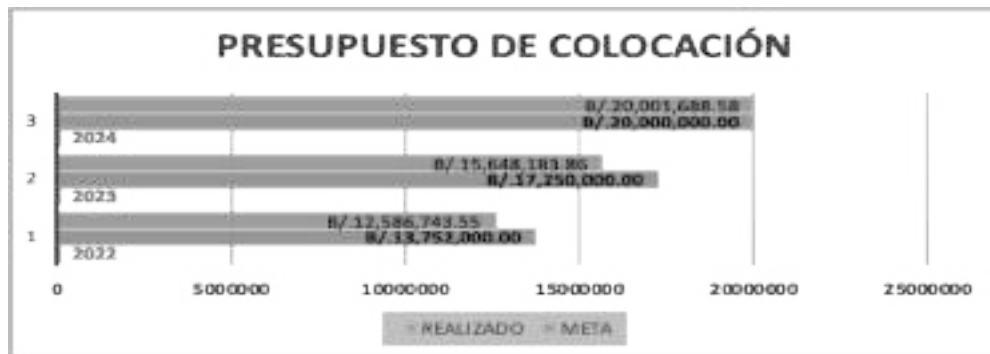 PRESUPUESTO DE COLOCACIÓN
3
B/.20,001,688.58
B/.20,000,000.00
2024
2
B/.15,648,183.86
B/.17,250,000.00
2023
1
B/.12,586,743.55
B/.13,752,000.00
2022
0 5000000 10000000 15000000 20000000 25000000
REALIZADO META